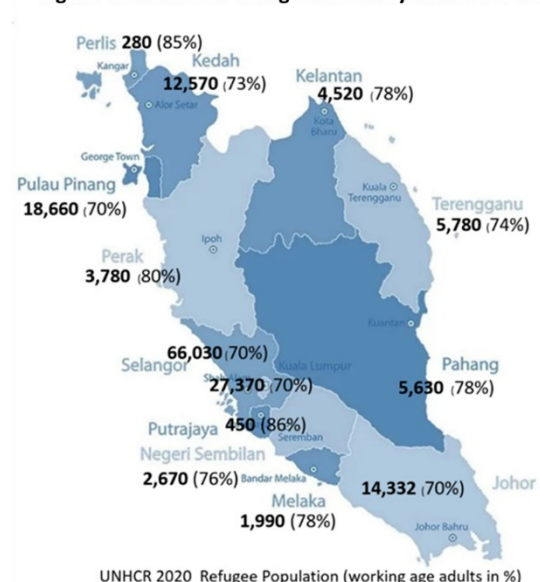 Perlis 280 (85%)
Kangar
Kedah
12,570 (73%)
Alor Setar
Kelantan
4,520 (78%)
Kota
Bharu
George Town
Pulau Pinang
18,660 (70%)
Kuala
Terengganu
Terengganu
5,780 (74%)
Ipoh
Perak
3,780 (80%)
Kuantan
66,030 (70%)
Selangor
Kuala Lumpur
27,370 (70%)
Pahang
5,630 (78%)
Putrajaya 450 (86%)
Seremban
Negeri Sembilan
2,670 (76%) Bandar Melaka
Melaka
1,990 (78%)
14,332 (70%)
Johor
Johor Bahru
UNHCR 2020 Refugee Population (working age adults in %)